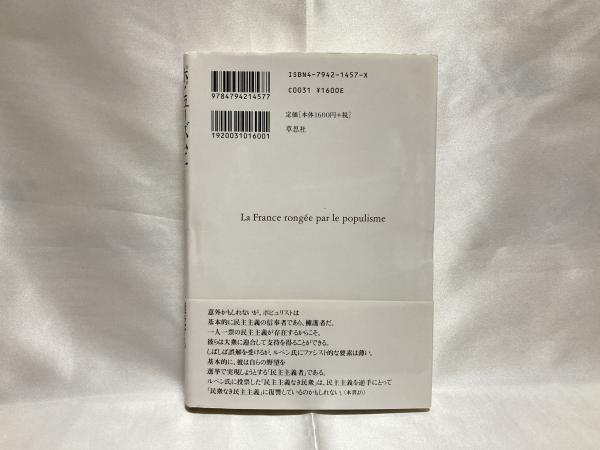 ISBN4-7942-1457-X
C0031 ¥1600E
9784794214577
定価[本体1600円+税]
草思社
1920031016001
La France rongée par le populisme
意外かもしれないが、ポピュリストは
基本的に民主主義の信奉者であり、擁護者だ。
一人一票の民主主義が存在するからこそ、
彼らは大衆に迎合して支持を得ることができる。
しばしば誤解を受けるが、ルペン氏にファシスト的な要素は薄い。
基本的に、彼は自らの野望を
選挙で実現しようとする「民主主義者」である。
ルペン氏に投票した「民主主義なき民衆」は、民主主義を逆手にとって
「民衆なき民主主義」に復讐しているのかもしれない。(本書より)